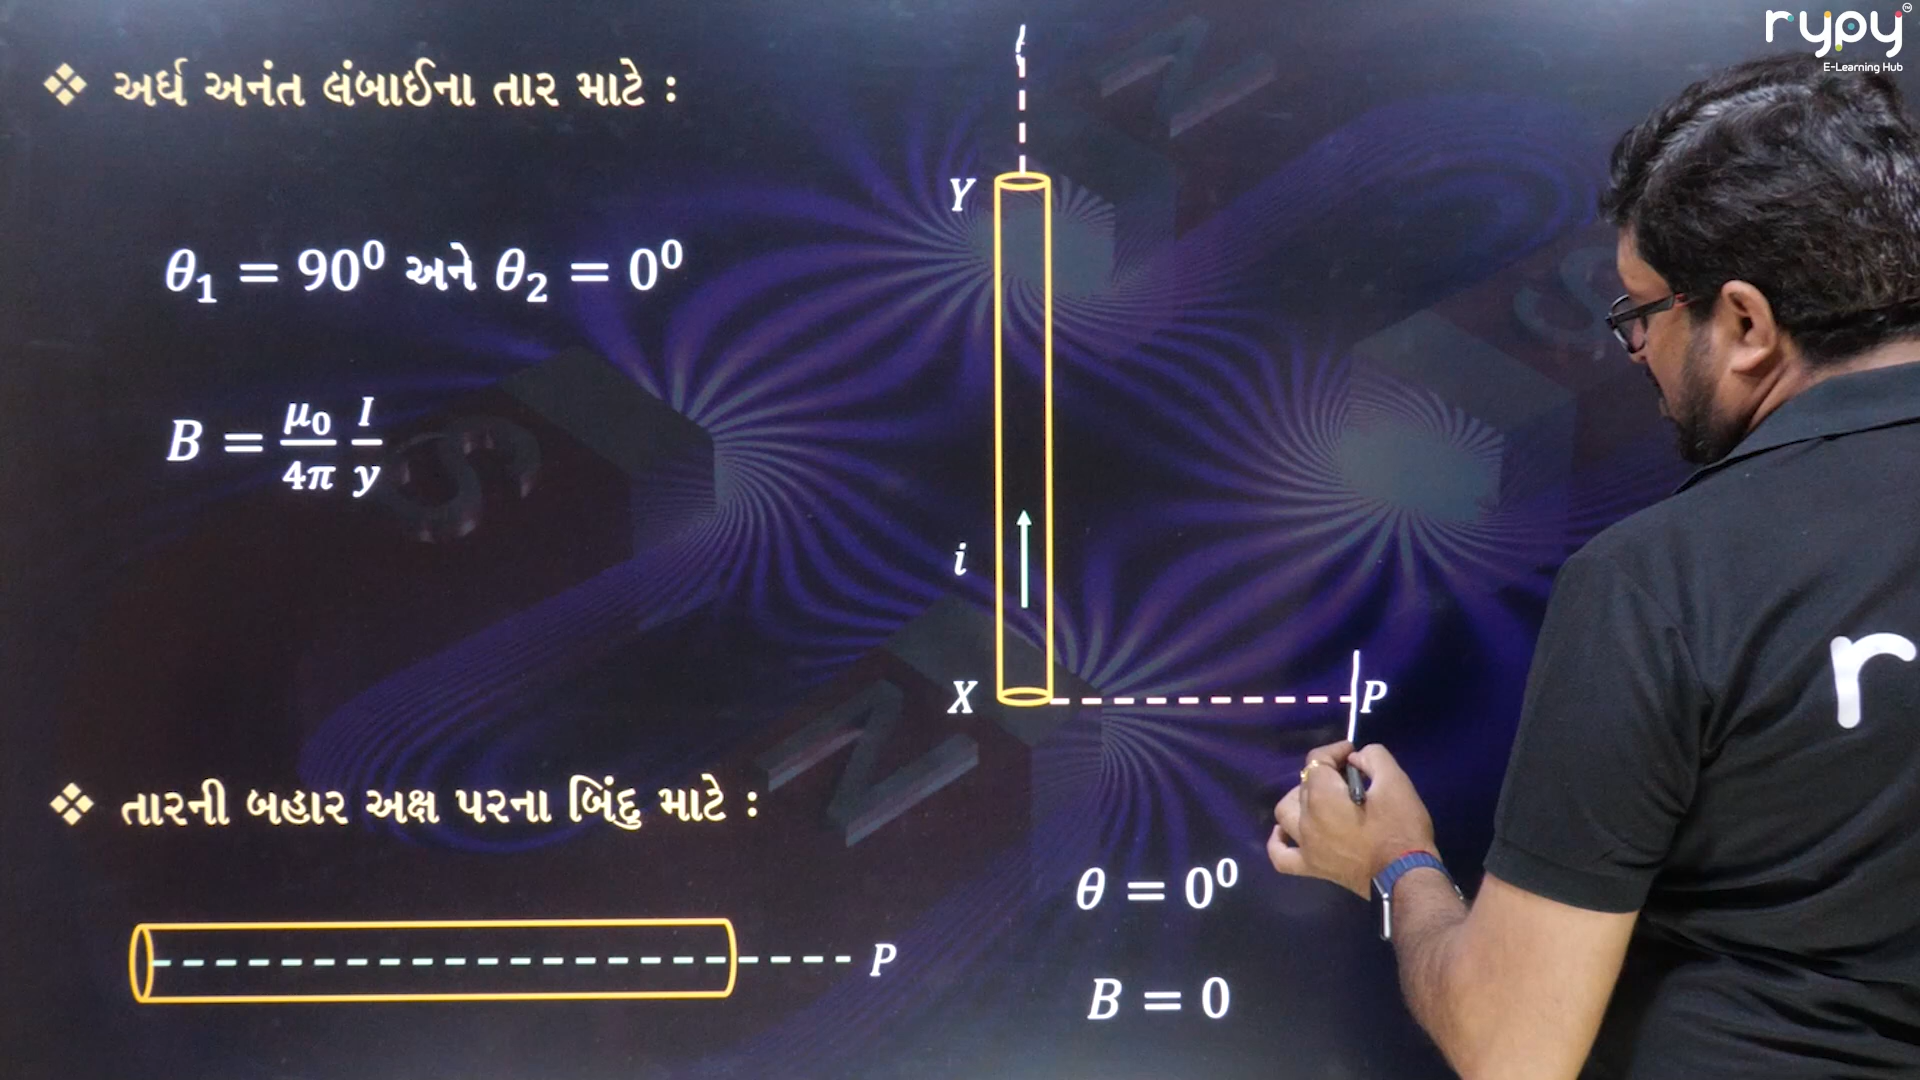 rypy
™
E-Learning Hub
❖ અર્ધ અનંત લંબાઈના તાર માટે :
θ₁ = 90⁰ અને θ₂ = 0⁰
B = μ₀/4π I/y
Y
i
X
P
❖ તારની બહાર અક્ષ પરના બિંદુ માટે :
P
θ = 0⁰
B = 0
r